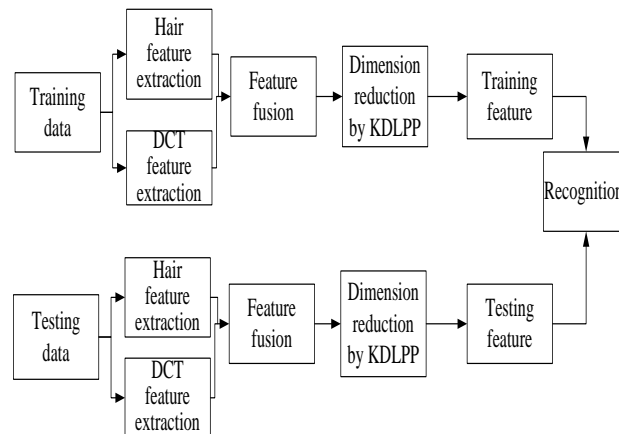 Training
data
Hair
feature
extraction
DCT
feature
extraction
Feature
fusion
Dimension
reduction
by KDLPP
Training
feature
Recognition
Testing
data
Hair
feature
extraction
DCT
feature
extraction
Feature
fusion
Dimension
reduction
by KDLPP
Testing
feature